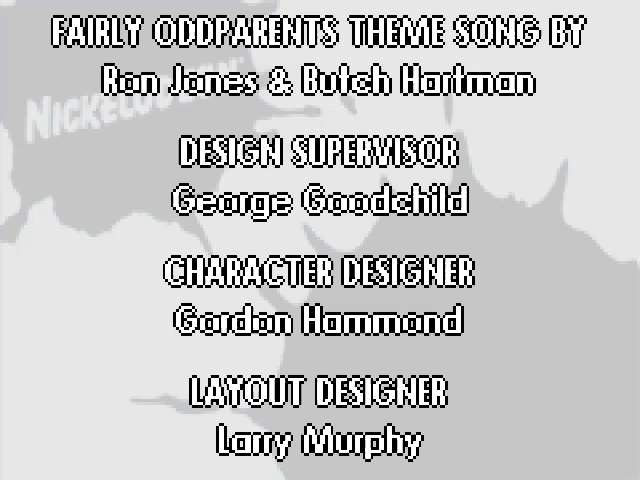 FAIRLY ODDPARENTS THEME SONG BY
Ron Jones & Butch Hartman
NICKELODEON
DESIGN SUPERVISOR
George Goodchild
CHARACTER DESIGNER
Gordon Hammond
LAYOUT DESIGNER
Larry Murphy